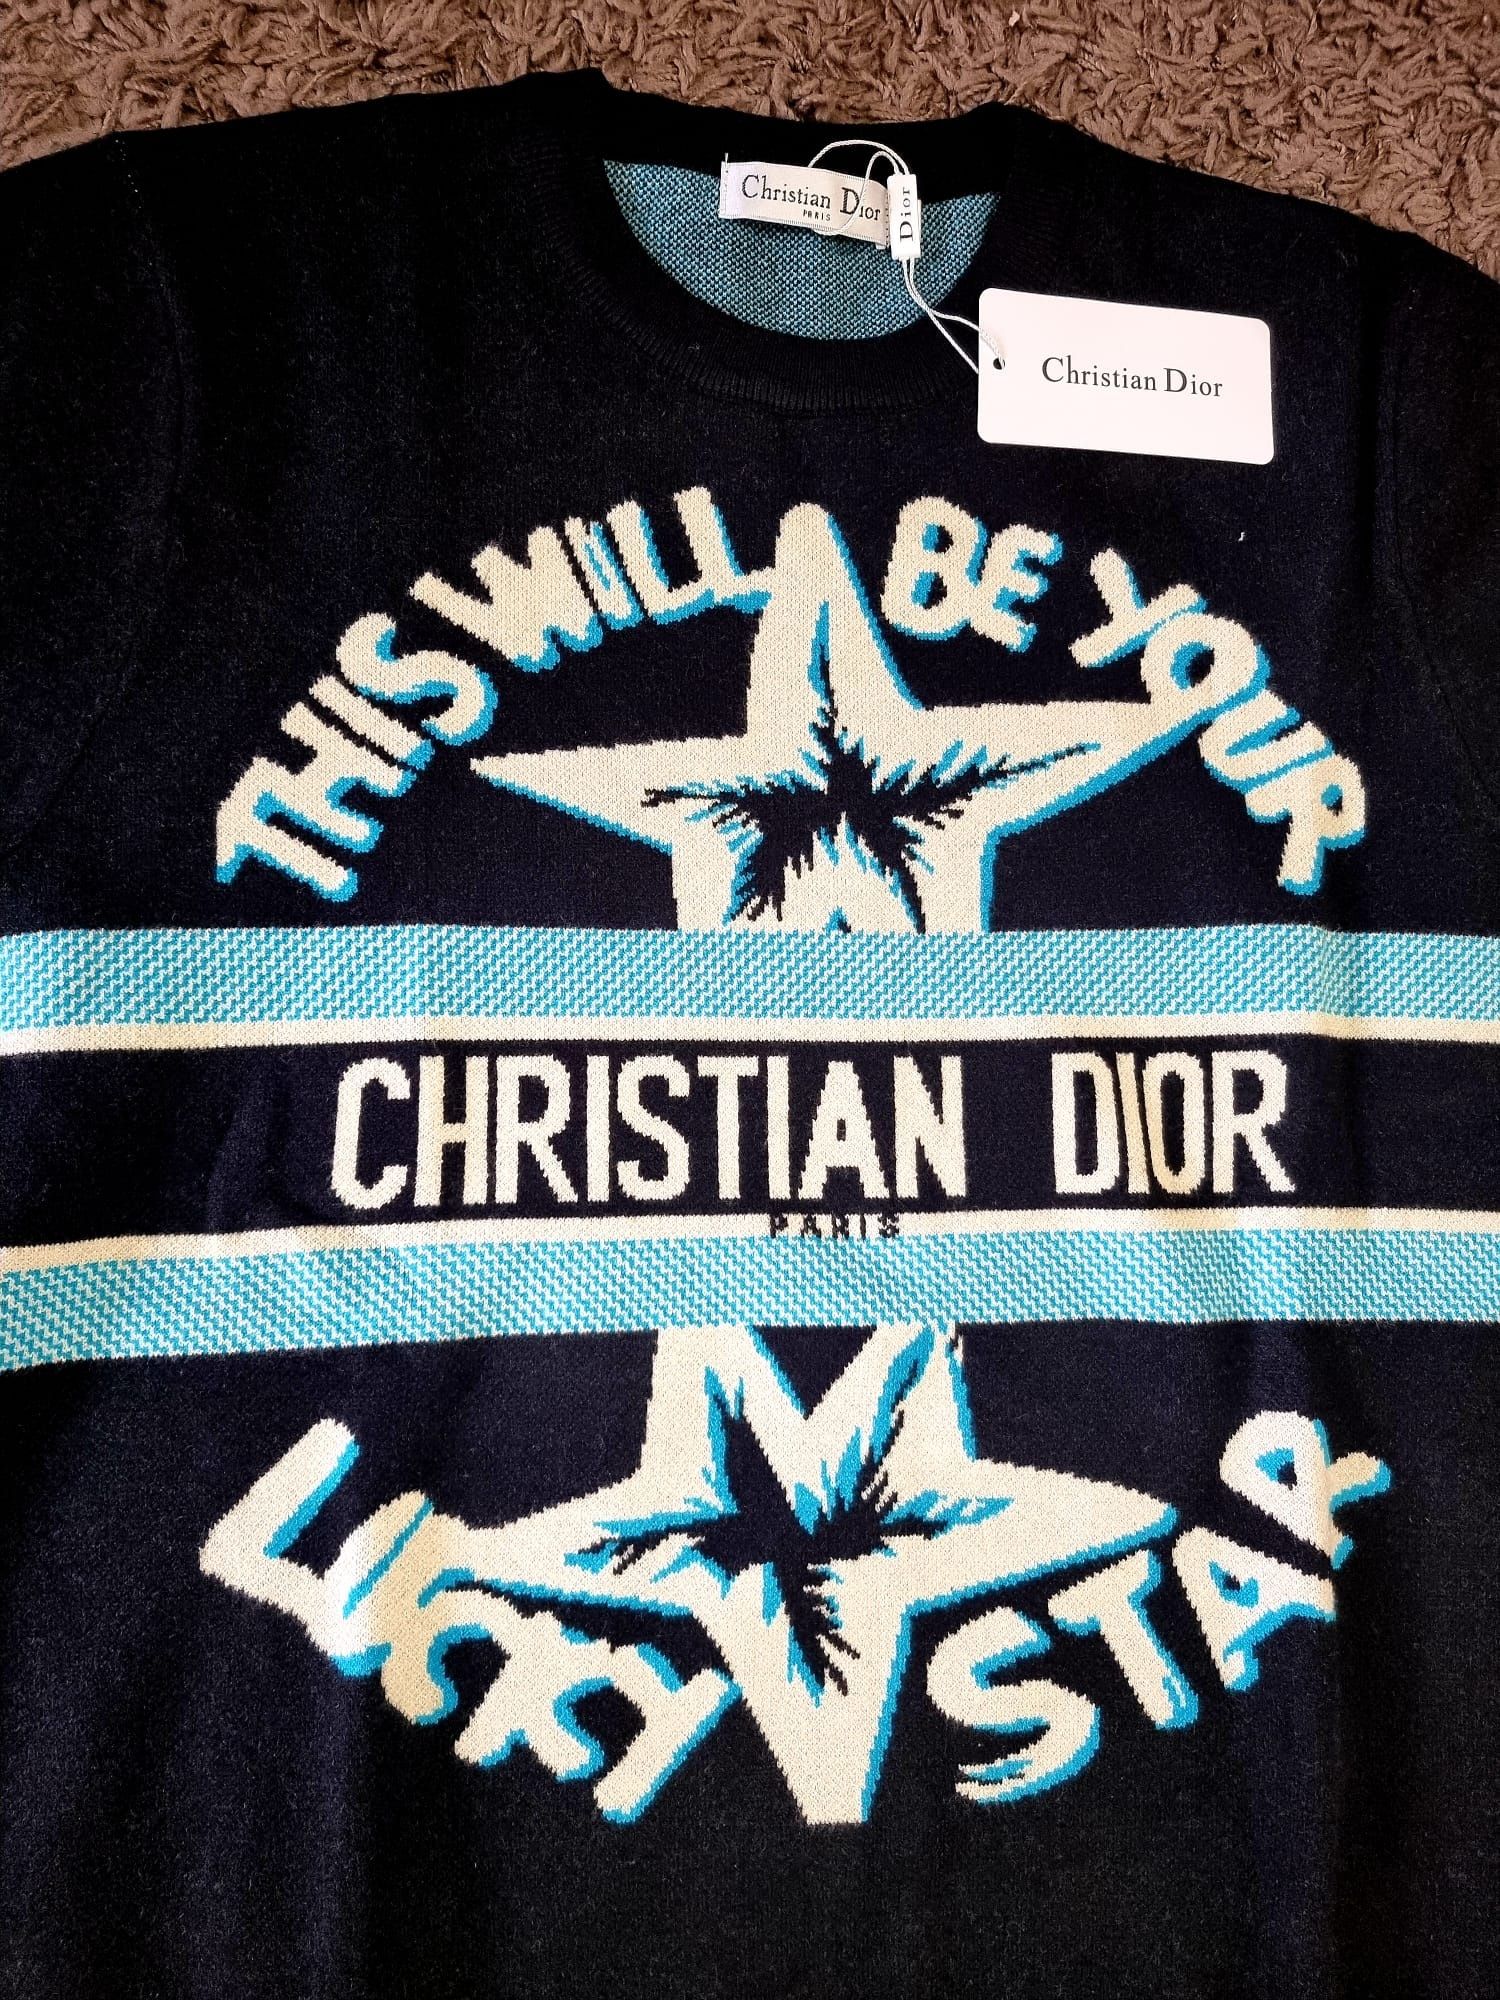 Christian Dior
PARIS
Dior
Christian Dior
THIS WILL BE YOUR
CHRISTIAN DIOR
PARIS
LUCKY STAR